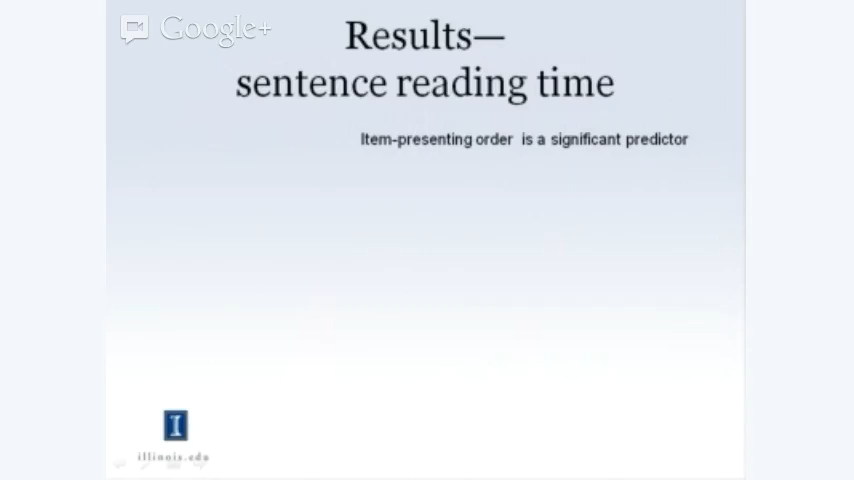 Google+
Results—
sentence reading time
Item-presenting order is a significant predictor
I
illinois.edu